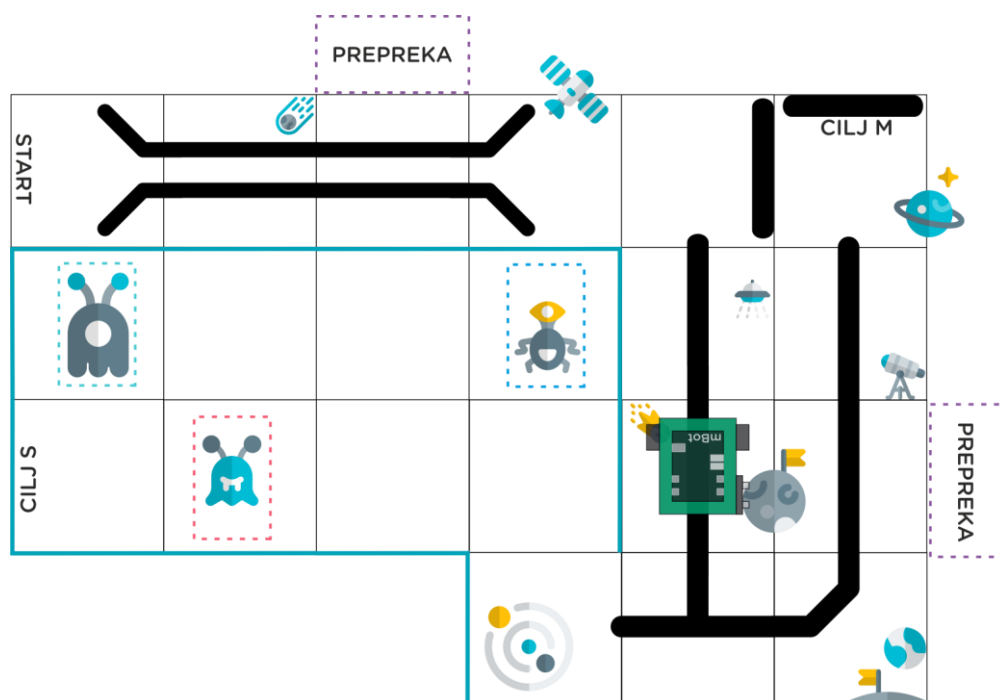 PREPREKA
START
CILJ M
CILJ S
mBot
PREPREKA